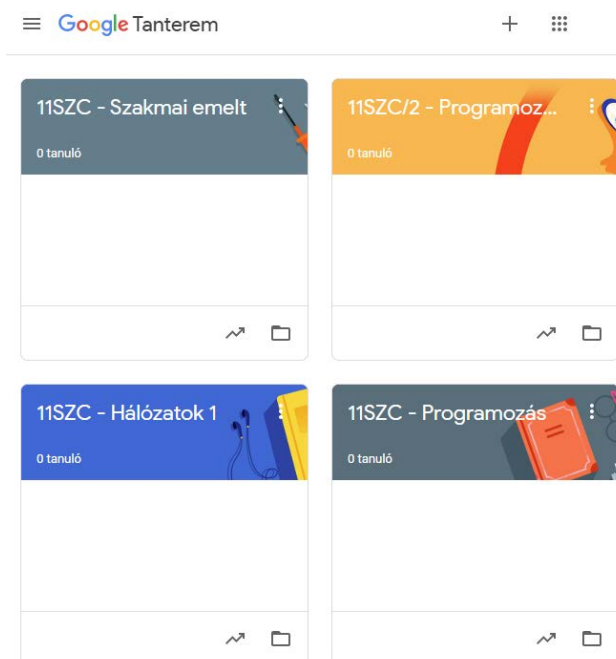 Google Tanterem
11SZC - Szakmai emelt
0 tanuló
11SZC/2 - Programoz...
0 tanuló
11SZC - Hálózatok 1
0 tanuló
11SZC - Programozás
0 tanuló